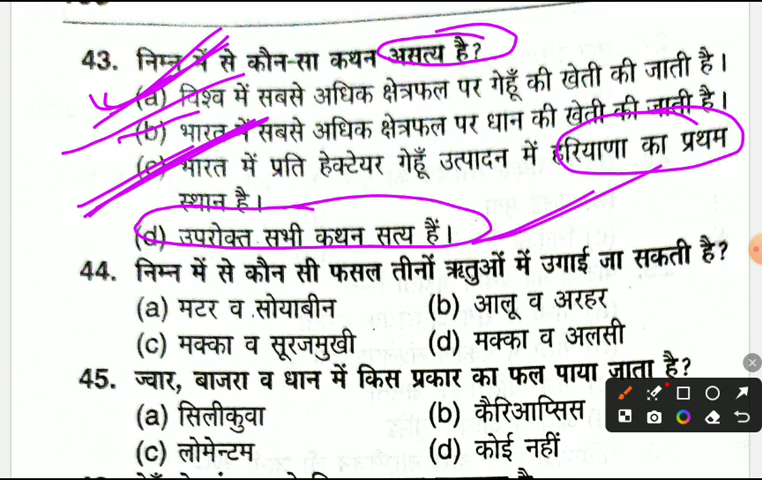 43. निम्न में से कौन-सा कथन असत्य है?
(a) विश्व में सबसे अधिक क्षेत्रफल पर गेहूँ की खेती की जाती है।
(b) भारत में सबसे अधिक क्षेत्रफल पर धान की खेती की जाती है।
(c) भारत में प्रति हेक्टेयर गेहूँ उत्पादन में हरियाणा का प्रथम
स्थान है।
(d) उपरोक्त सभी कथन सत्य हैं।
44. निम्न में से कौन सी फसल तीनों ऋतुओं में उगाई जा सकती है?
(a) मटर व सोयाबीन (b) आलू व अरहर
(c) मक्का व सूरजमुखी (d) मक्का व अलसी
45. ज्वार, बाजरा व धान में किस प्रकार का फल पाया जाता है?
(a) सिलीकुवा (b) कैरिआप्सिस
(c) लोमेन्टम (d) कोई नहीं